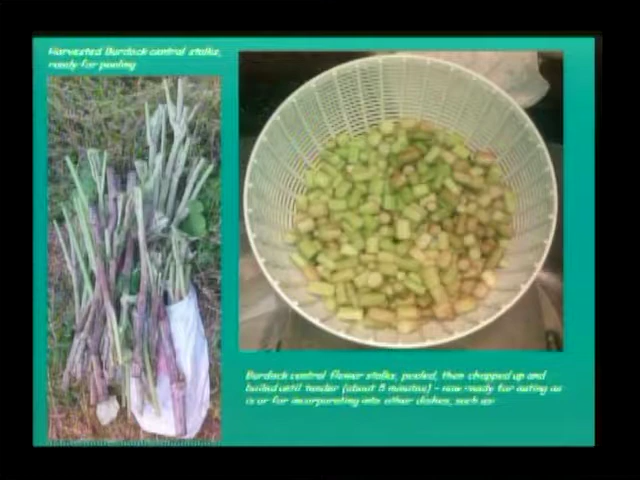 Harvested Burdock central stalks,
ready for peeling
Burdock central flower stalks, peeled, then chopped up and
boiled until tender (about 5 minutes) - now ready for eating as
is or for incorporating into other dishes, such as: